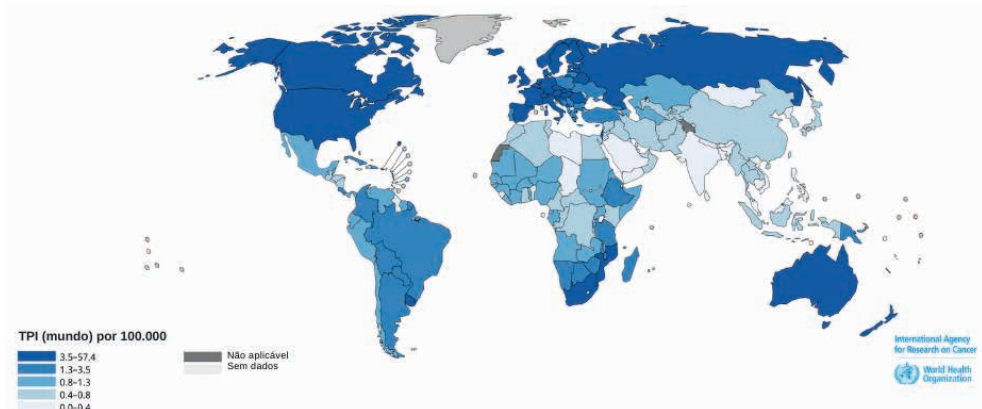 TPI (mundo) por 100.000
3.5–57.4
1.3–3.5
0.8–1.3
0.4–0.8
0.0–0.4
Não aplicável
Sem dados
International Agency
for Research on Cancer
World Health
Organization